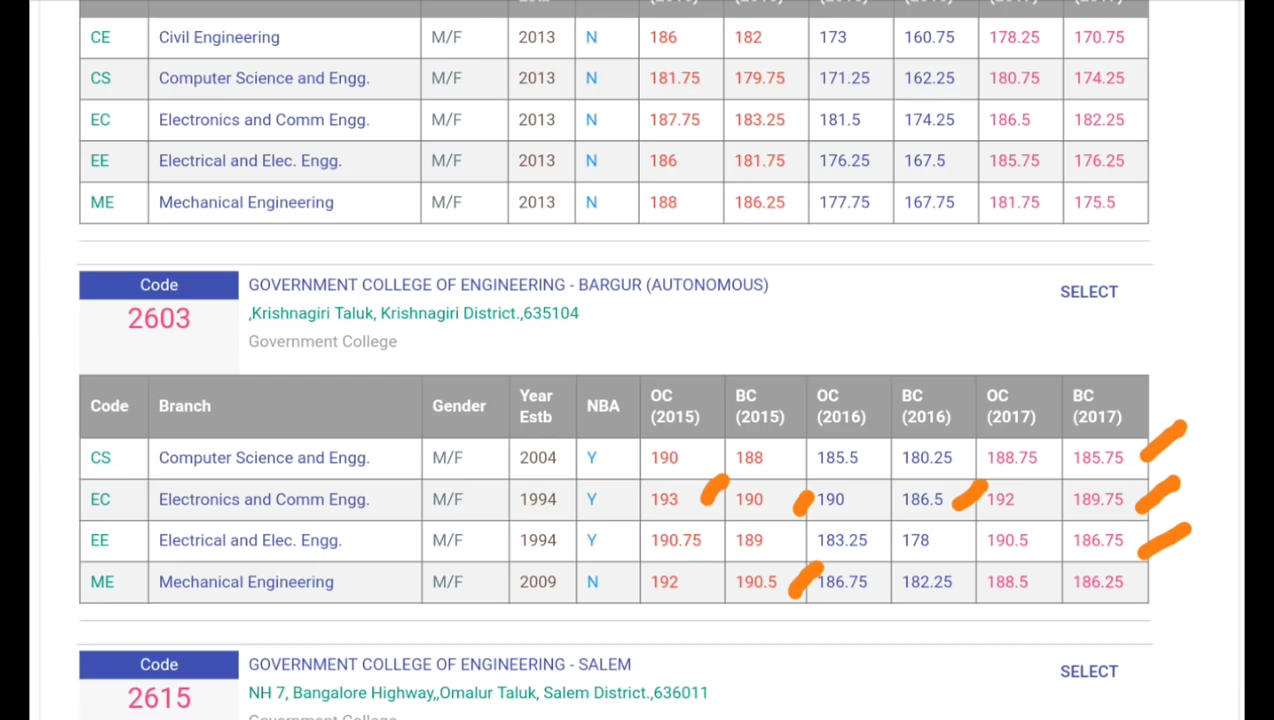 CE Civil Engineering M/F 2013 N 186 182 173 160.75 178.25 170.75
CS Computer Science and Engg. M/F 2013 N 181.75 179.75 171.25 162.25 180.75 174.25
EC Electronics and Comm Engg. M/F 2013 N 187.75 183.25 181.5 174.25 186.5 182.25
EE Electrical and Elec. Engg. M/F 2013 N 186 181.75 176.25 167.5 185.75 176.25
ME Mechanical Engineering M/F 2013 N 188 186.25 177.75 167.75 181.75 175.5
Code GOVERNMENT COLLEGE OF ENGINEERING - BARGUR (AUTONOMOUS) SELECT
2603 ,Krishnagiri Taluk, Krishnagiri District.,635104
Government College
Code Branch Gender Year Estb NBA OC (2015) BC (2015) OC (2016) BC (2016) OC (2017) BC (2017)
CS Computer Science and Engg. M/F 2004 Y 190 188 185.5 180.25 188.75 185.75
EC Electronics and Comm Engg. M/F 1994 Y 193 190 190 186.5 192 189.75
EE Electrical and Elec. Engg. M/F 1994 Y 190.75 189 183.25 178 190.5 186.75
ME Mechanical Engineering M/F 2009 N 192 190.5 186.75 182.25 188.5 186.25
Code GOVERNMENT COLLEGE OF ENGINEERING - SALEM SELECT
2615 NH 7, Bangalore Highway,,Omalur Taluk, Salem District.,636011